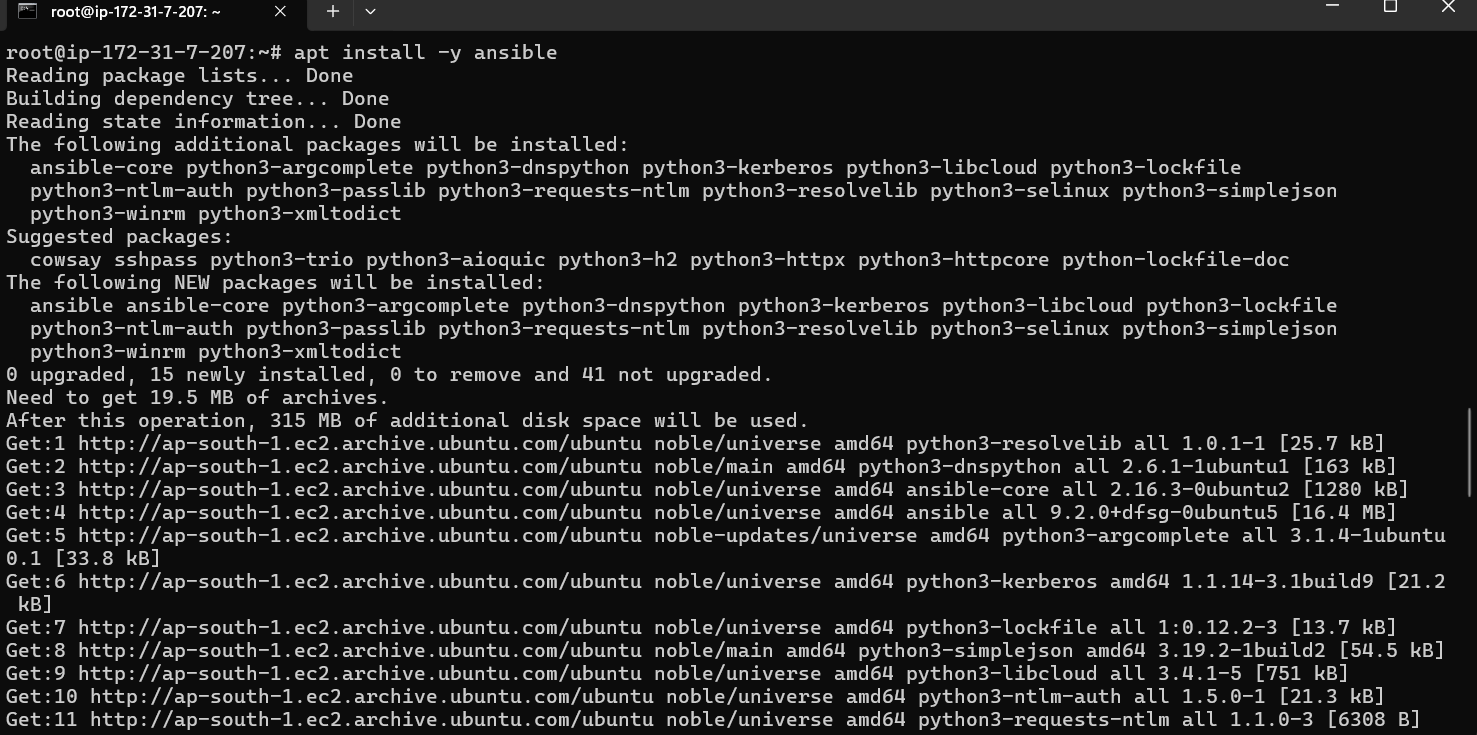 root@ip-172-31-7-207: ~
root@ip-172-31-7-207:~# apt install -y ansible
Reading package lists... Done
Building dependency tree... Done
Reading state information... Done
The following additional packages will be installed:
  ansible-core python3-argcomplete python3-dnspython python3-kerberos python3-libcloud python3-lockfile
  python3-ntlm-auth python3-passlib python3-requests-ntlm python3-resolvelib python3-selinux python3-simplejson
  python3-winrm python3-xmltodict
Suggested packages:
  cowsay sshpass python3-trio python3-aioquic python3-h2 python3-httpx python3-httpcore python-lockfile-doc
The following NEW packages will be installed:
  ansible ansible-core python3-argcomplete python3-dnspython python3-kerberos python3-libcloud python3-lockfile
  python3-ntlm-auth python3-passlib python3-requests-ntlm python3-resolvelib python3-selinux python3-simplejson
  python3-winrm python3-xmltodict
0 upgraded, 15 newly installed, 0 to remove and 41 not upgraded.
Need to get 19.5 MB of archives.
After this operation, 315 MB of additional disk space will be used.
Get:1 http://ap-south-1.ec2.archive.ubuntu.com/ubuntu noble/universe amd64 python3-resolvelib all 1.0.1-1 [25.7 kB]
Get:2 http://ap-south-1.ec2.archive.ubuntu.com/ubuntu noble/main amd64 python3-dnspython all 2.6.1-1ubuntu1 [163 kB]
Get:3 http://ap-south-1.ec2.archive.ubuntu.com/ubuntu noble/universe amd64 ansible-core all 2.16.3-0ubuntu2 [1280 kB]
Get:4 http://ap-south-1.ec2.archive.ubuntu.com/ubuntu noble/universe amd64 ansible all 9.2.0+dfsg-0ubuntu5 [16.4 MB]
Get:5 http://ap-south-1.ec2.archive.ubuntu.com/ubuntu noble-updates/universe amd64 python3-argcomplete all 3.1.4-1ubuntu
0.1 [33.8 kB]
Get:6 http://ap-south-1.ec2.archive.ubuntu.com/ubuntu noble/universe amd64 python3-kerberos amd64 1.1.14-3.1build9 [21.2
 kB]
Get:7 http://ap-south-1.ec2.archive.ubuntu.com/ubuntu noble/universe amd64 python3-lockfile all 1:0.12.2-3 [13.7 kB]
Get:8 http://ap-south-1.ec2.archive.ubuntu.com/ubuntu noble/main amd64 python3-simplejson amd64 3.19.2-1build2 [54.5 kB]
Get:9 http://ap-south-1.ec2.archive.ubuntu.com/ubuntu noble/universe amd64 python3-libcloud all 3.4.1-5 [751 kB]
Get:10 http://ap-south-1.ec2.archive.ubuntu.com/ubuntu noble/universe amd64 python3-ntlm-auth all 1.5.0-1 [21.3 kB]
Get:11 http://ap-south-1.ec2.archive.ubuntu.com/ubuntu noble/universe amd64 python3-requests-ntlm all 1.1.0-3 [6308 B]